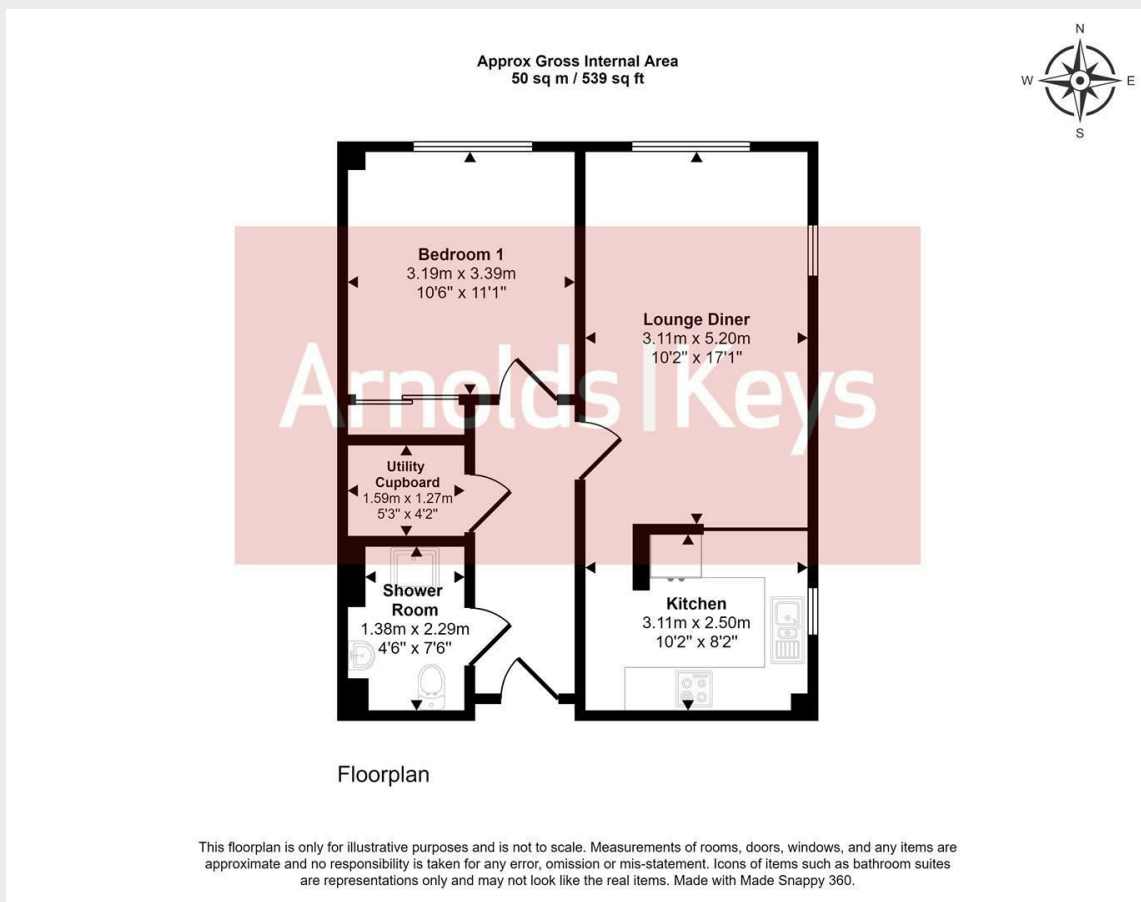 Approx Gross Internal Area
50 sq m / 539 sq ft
N
W
E
S
Bedroom 1
3.19m x 3.39m
10'6" x 11'1"
Lounge Diner
3.11m x 5.20m
10'2" x 17'1"
Arnolds|Keys
Utility
Cupboard
1.59m x 1.27m
5'3" x 4'2"
Shower
Room
1.38m x 2.29m
4'6" x 7'6"
Kitchen
3.11m x 2.50m
10'2" x 8'2"
Floorplan
This floorplan is only for illustrative purposes and is not to scale. Measurements of rooms, doors, windows, and any items are
approximate and no responsibility is taken for any error, omission or mis-statement. Icons of items such as bathroom suites
are representations only and may not look like the real items. Made with Made Snappy 360.